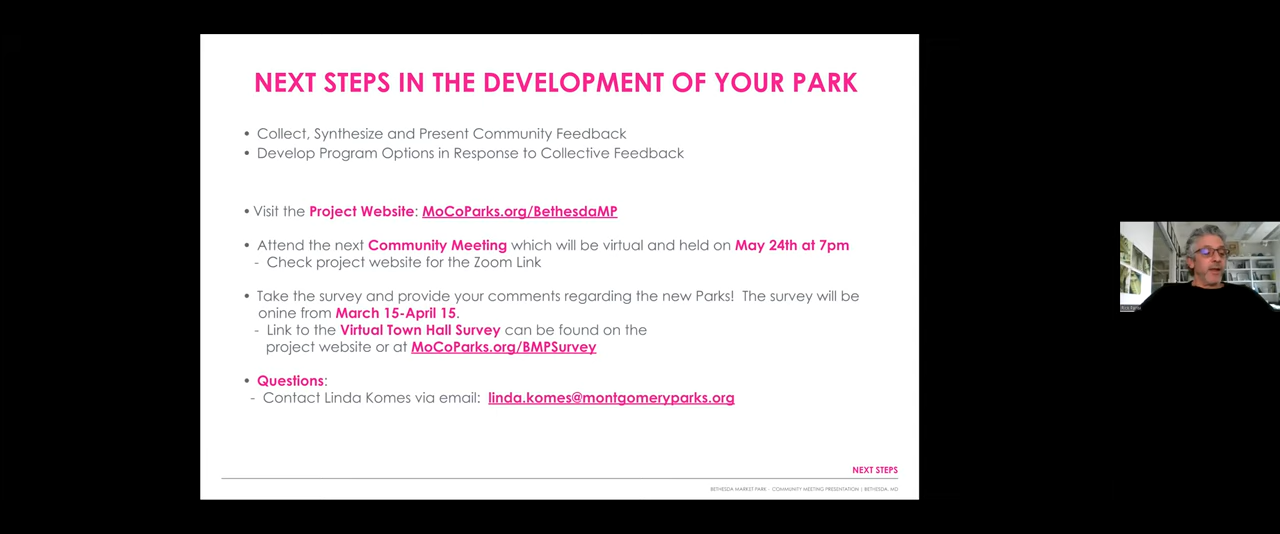 NEXT STEPS IN THE DEVELOPMENT OF YOUR PARK
• Collect, Synthesize and Present Community Feedback
• Develop Program Options in Response to Collective Feedback
• Visit the Project Website: MoCoParks.org/BethesdaMP
• Attend the next Community Meeting which will be virtual and held on May 24th at 7pm
- Check project website for the Zoom Link
• Take the survey and provide your comments regarding the new Parks! The survey will be
onine from March 15-April 15.
- Link to the Virtual Town Hall Survey can be found on the
project website or at MoCoParks.org/BMPSurvey
• Questions:
- Contact Linda Komes via email: linda.komes@montgomeryparks.org
NEXT STEPS
BETHESDA MARKET PARK - COMMUNITY MEETING PRESENTATION | BETHESDA, MD